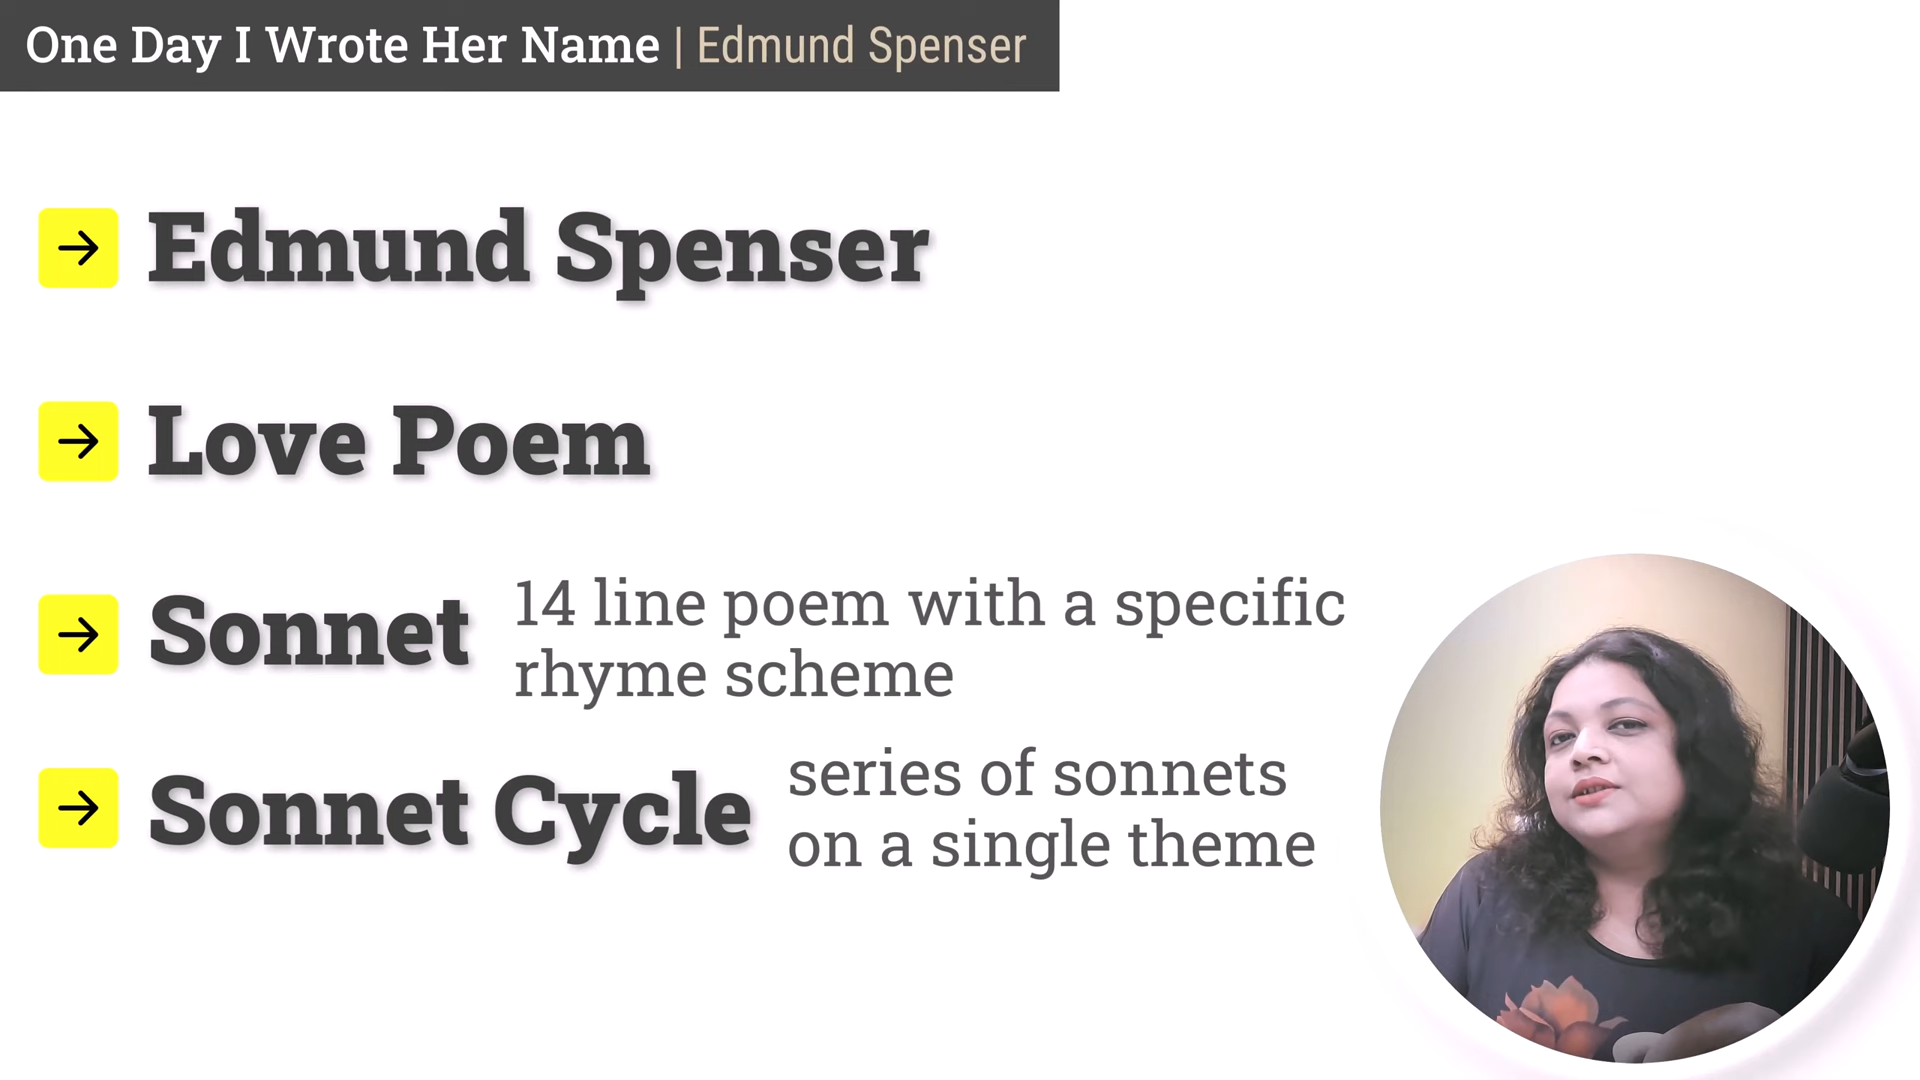 One Day I Wrote Her Name | Edmund Spenser
Edmund Spenser
Love Poem
Sonnet
14 line poem with a specific
rhyme scheme
Sonnet Cycle
series of sonnets
on a single theme